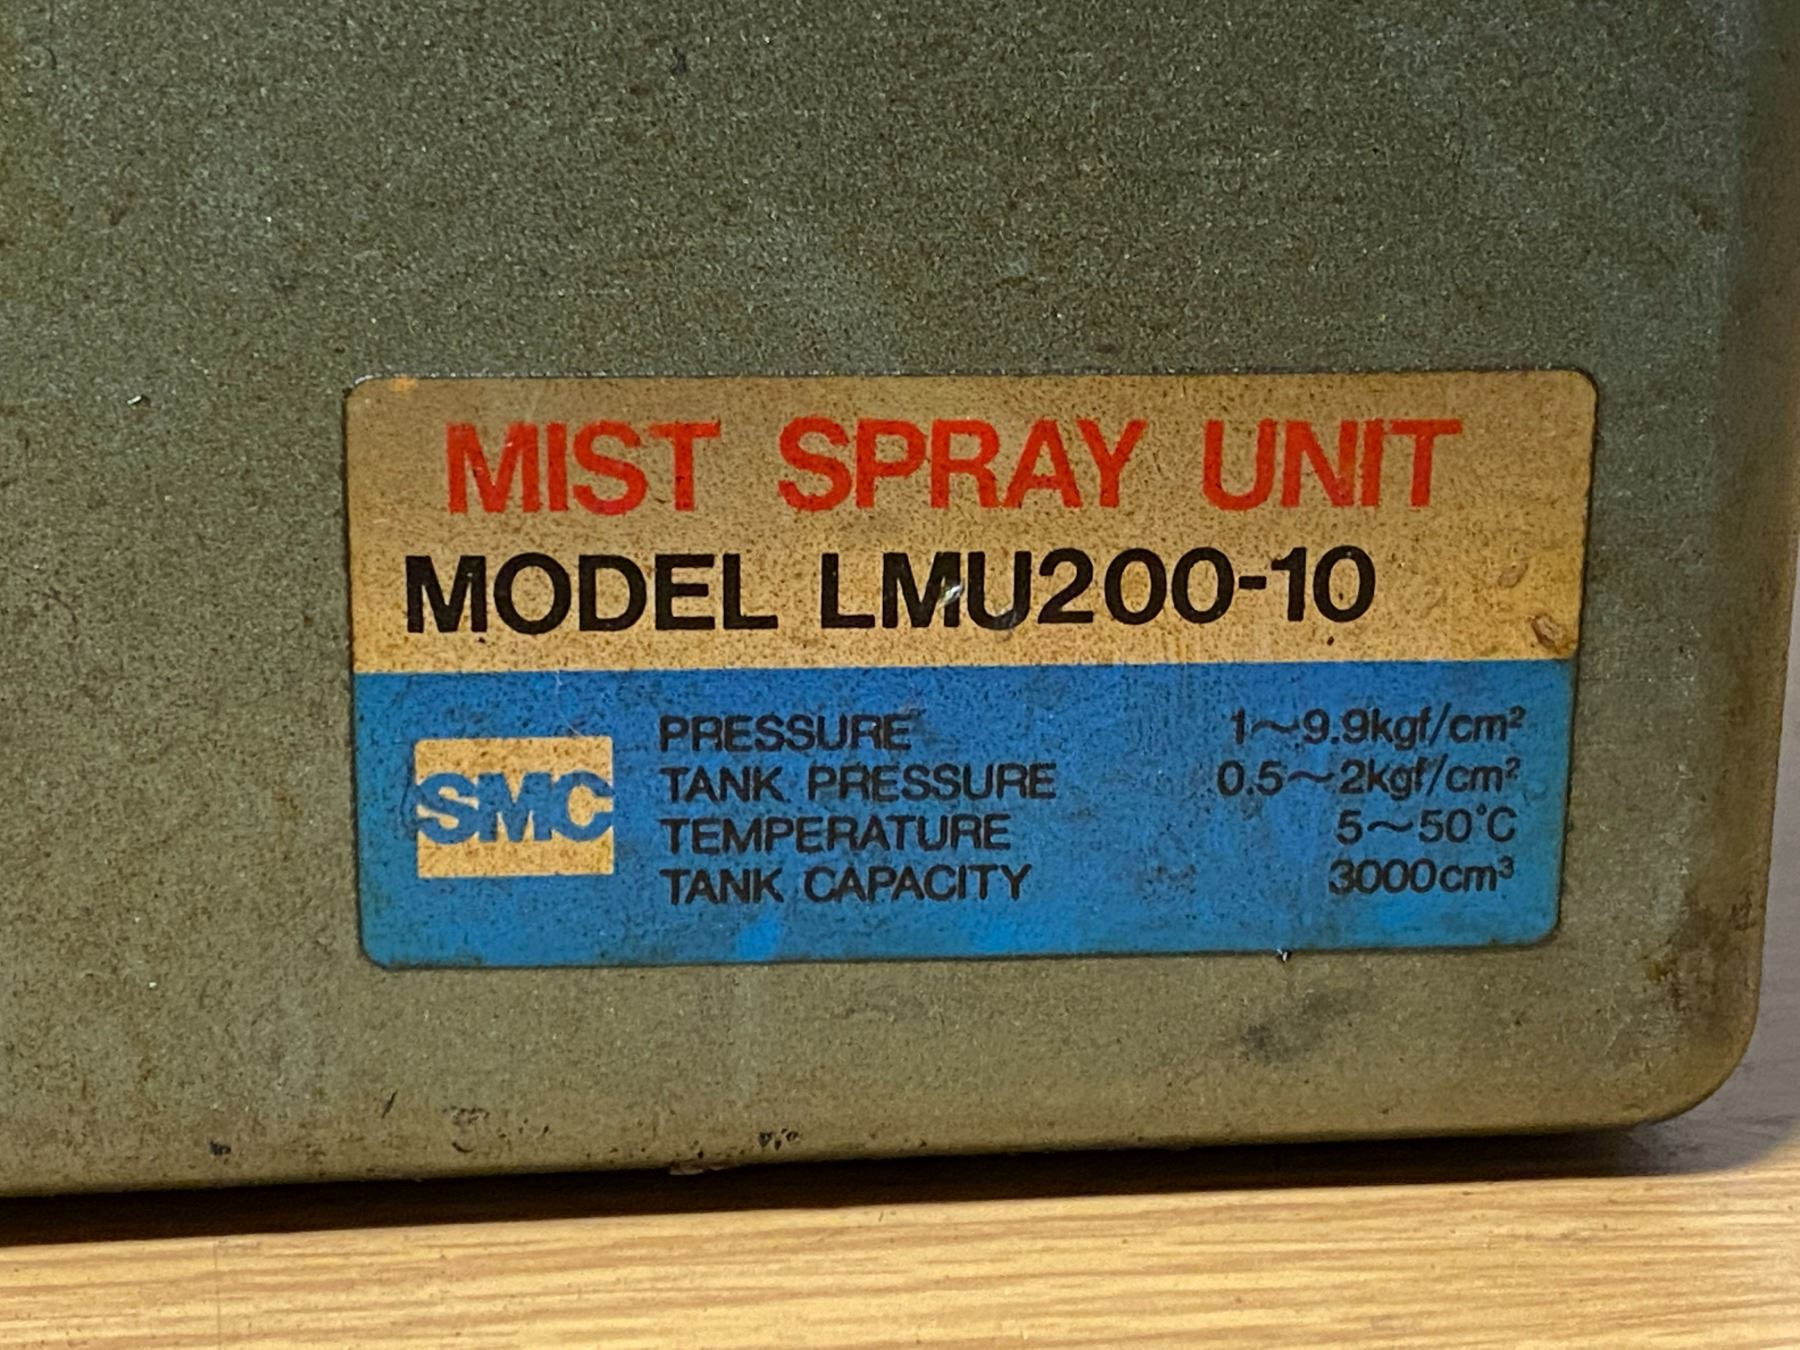 MIST SPRAY UNIT
MODEL LMU200-10
SMC
PRESSURE 1～9.9kgf/cm²
TANK PRESSURE 0.5～2kgf/cm²
TEMPERATURE 5～50°C
TANK CAPACITY 3000cm³